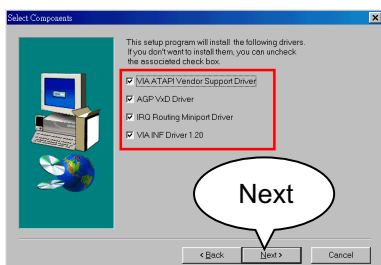 Select Components
This setup program will install the following drivers.
If you don't want to install them, you can uncheck
the associated check box.
VIA ATAPI Vendor Support Driver
AGP VxD Driver
IRQ Routing Miniport Driver
VIA INF Driver 1.20
Next
< Back
Next >
Cancel